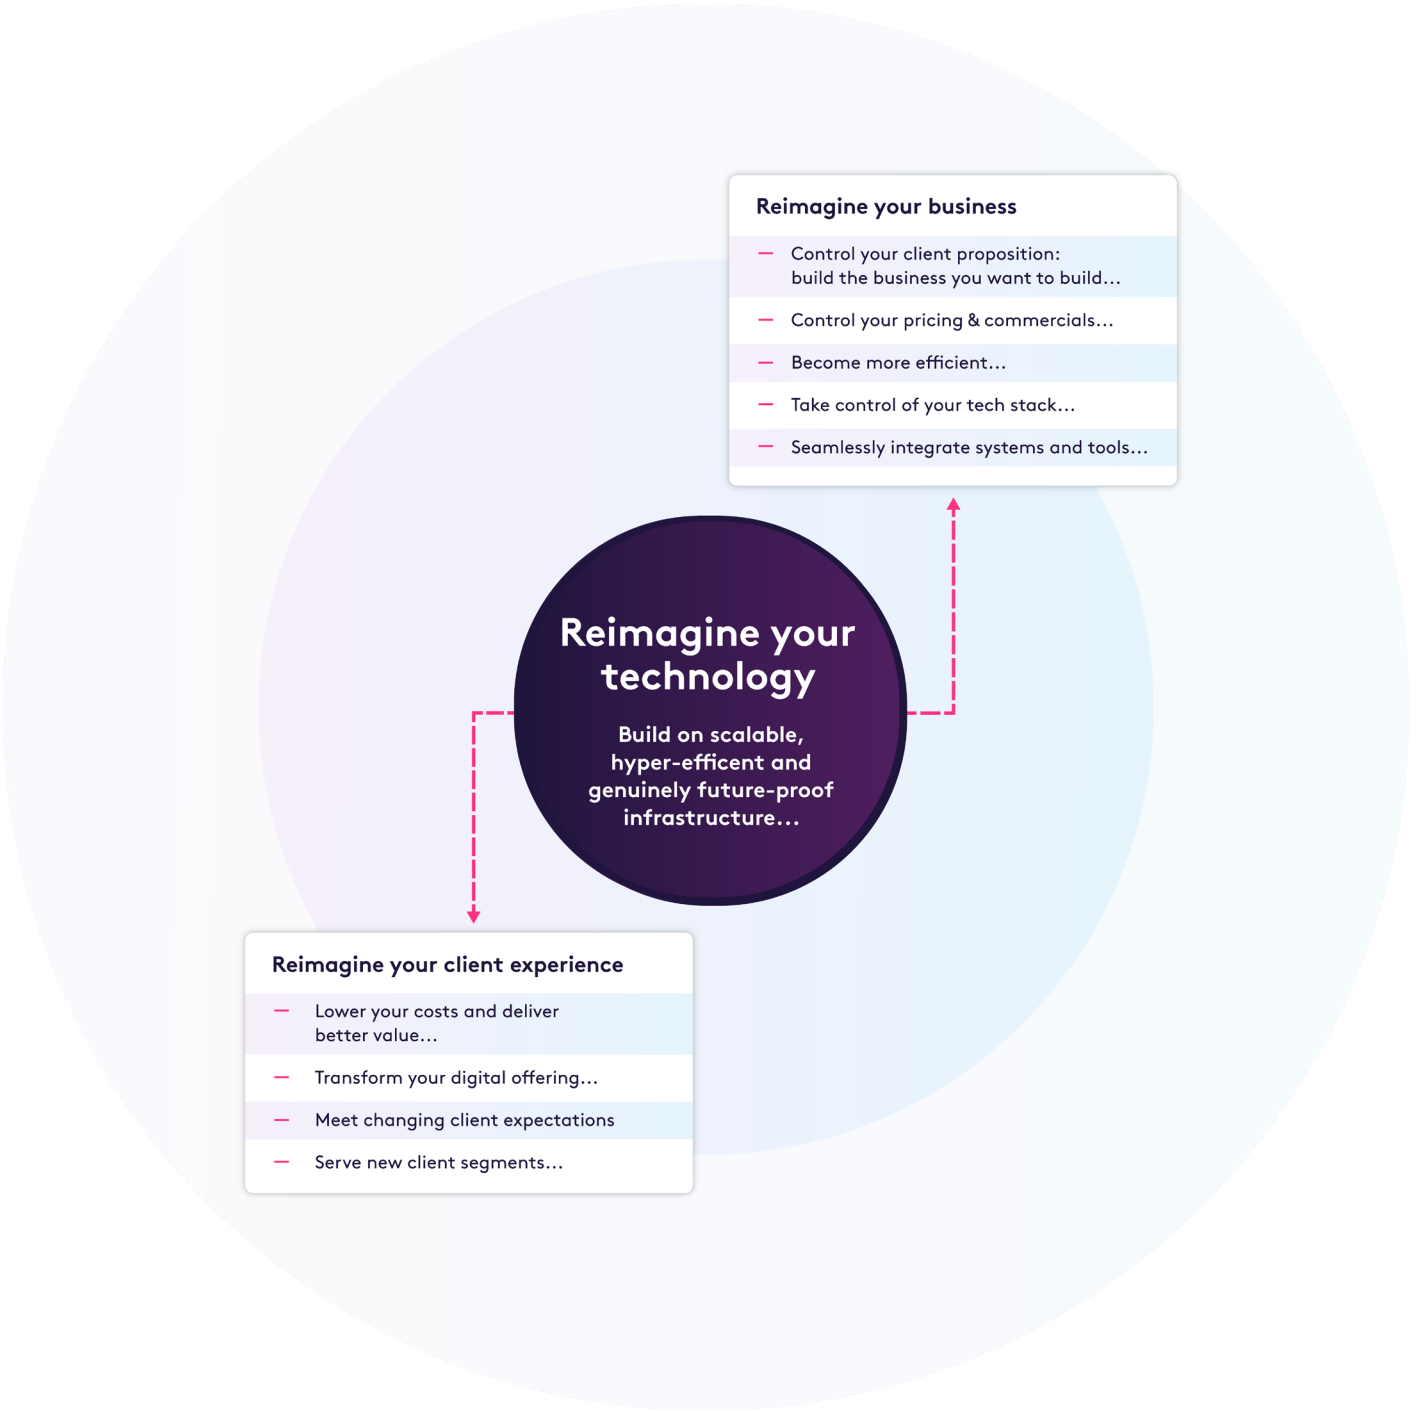 Reimagine your business
— Control your client proposition:
build the business you want to build...
— Control your pricing & commercials...
— Become more efficient...
— Take control of your tech stack...
— Seamlessly integrate systems and tools...
Reimagine your
technology
Build on scalable,
hyper-efficent and
genuinely future-proof
infrastructure...
Reimagine your client experience
— Lower your costs and deliver
better value...
— Transform your digital offering...
— Meet changing client expectations
— Serve new client segments...